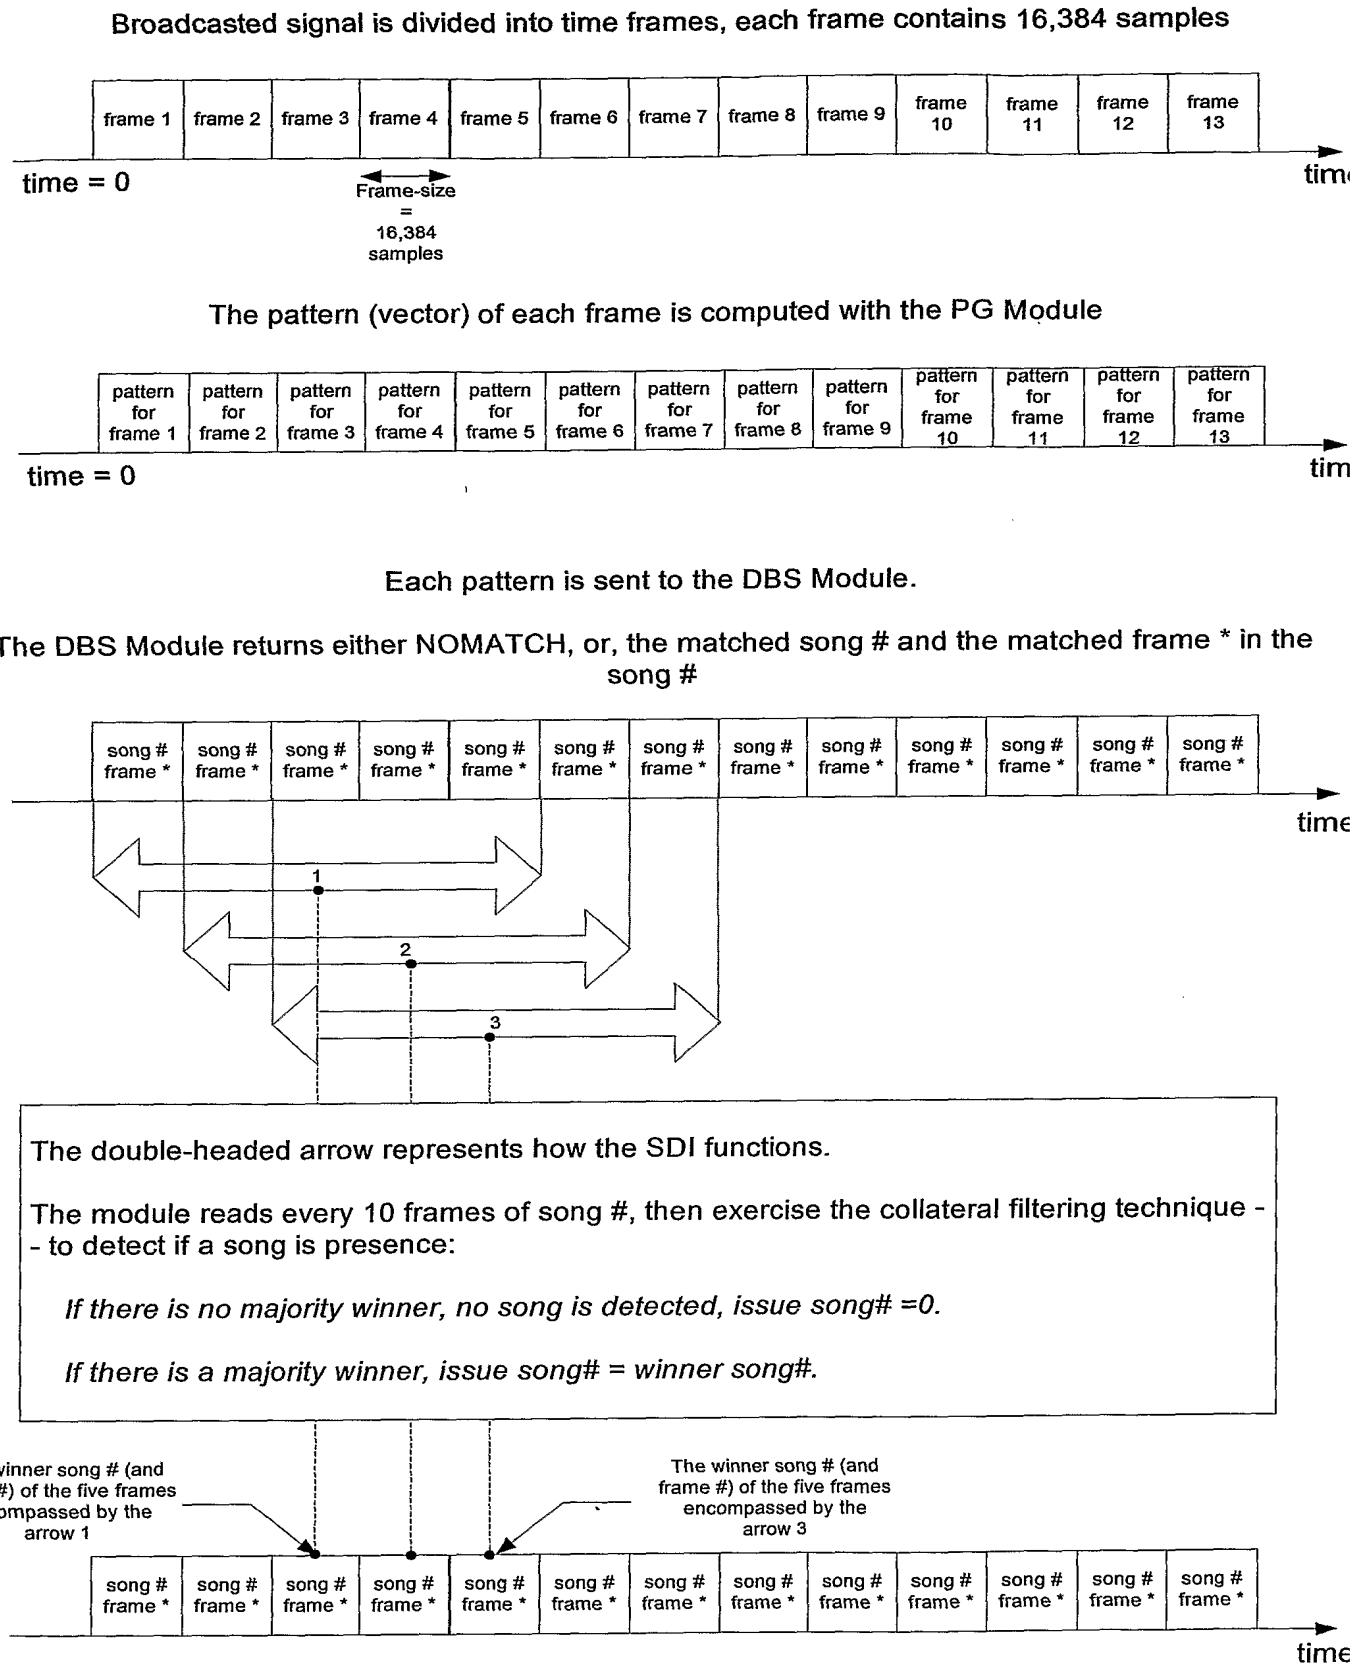 Broadcasted signal is divided into time frames, each frame contains 16,384 samples
frame 1 frame 2 frame 3 frame 4 frame 5 frame 6 frame 7 frame 8 frame 9 frame 10 frame 11 frame 12 frame 13
time = 0
Frame-size
=
16,384
samples
The pattern (vector) of each frame is computed with the PG Module
pattern for frame 1 pattern for frame 2 pattern for frame 3 pattern for frame 4 pattern for frame 5 pattern for frame 6 pattern for frame 7 pattern for frame 8 pattern for frame 9 pattern for frame 10 pattern for frame 11 pattern for frame 12 pattern for frame 13
time = 0
Each pattern is sent to the DBS Module.
The DBS Module returns either NOMATCH, or, the matched song # and the matched frame * in the
song #
song # song # song # song # song # song # song # song # song # song # song # song # song #
frame * frame * frame * frame * frame * frame * frame * frame * frame * frame * frame * frame * frame *
time
1
2
3
The double-headed arrow represents how the SDI functions.
The module reads every 10 frames of song #, then exercise the collateral filtering technique -
- to detect if a song is presence:
If there is no majority winner, no song is detected, issue song# =0.
If there is a majority winner, issue song# = winner song#.
winner song # (and
#) of the five frames
by the
arrow 1
The winner song # (and
frame #) of the five frames
encompassed by the
arrow 3
song # song # song # song # song # song # song # song # song # song # song # song # song #
frame * frame * frame * frame * frame * frame * frame * frame * frame * frame * frame * frame * frame *
time